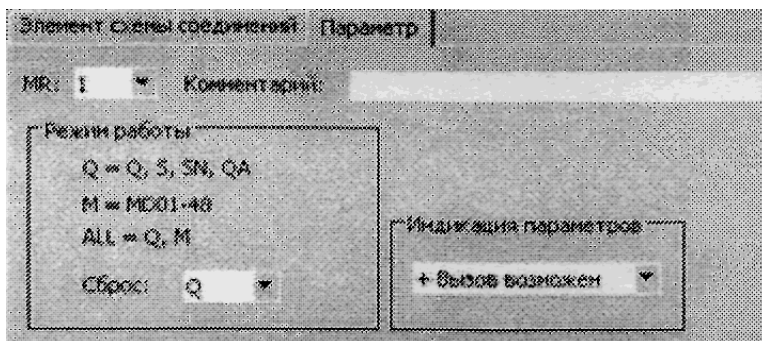 Элемент схемы соединений Параметр
MR: 1 Комментарий:
Режим работы
Q = Q, S, SN, QA
M = MD01-48
ALL = Q, M
Сброс: Q
Индикация параметров
+ Вызов возможен